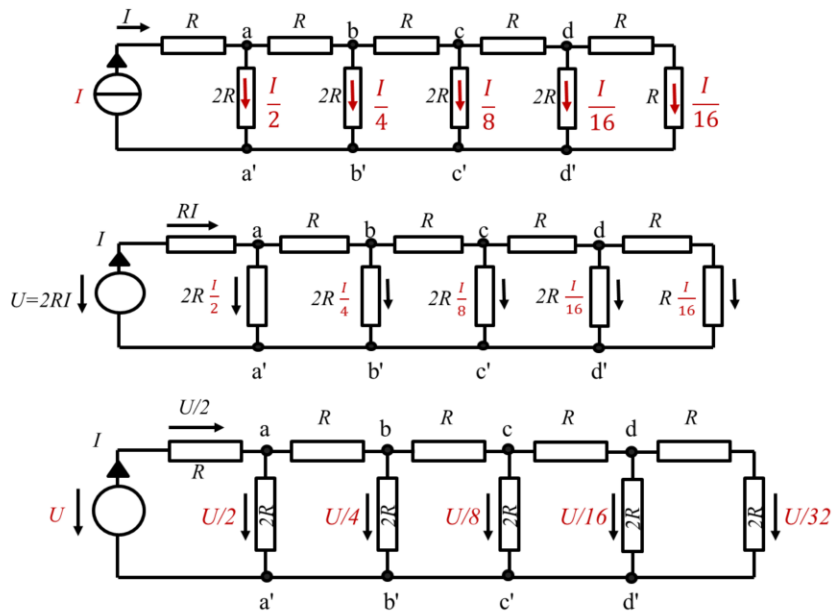 I R a R b R c R d R
I 2R I/2 2R I/4 2R I/8 2R I/16 R I/16
a' b' c' d'
RI
I a R b R c R d R
U=2RI 2R I/2 2R I/4 2R I/8 2R I/16 R I/16
a' b' c' d'
U/2
I R a R b R c R d R
U U/2 2R U/4 2R U/8 2R U/16 2R 2R U/32
a' b' c' d'